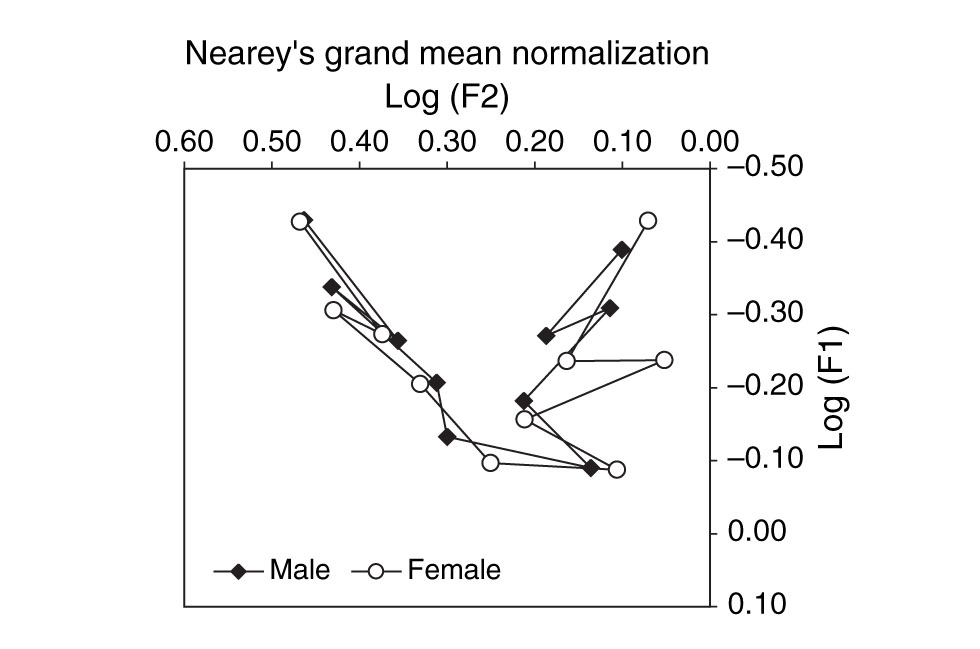 Nearey's grand mean normalization
Log (F2)
0.60 0.50 0.40 0.30 0.20 0.10 0.00
–0.50
–0.40
–0.30
–0.20
–0.10
0.00
0.10
Log (F1)
Male Female